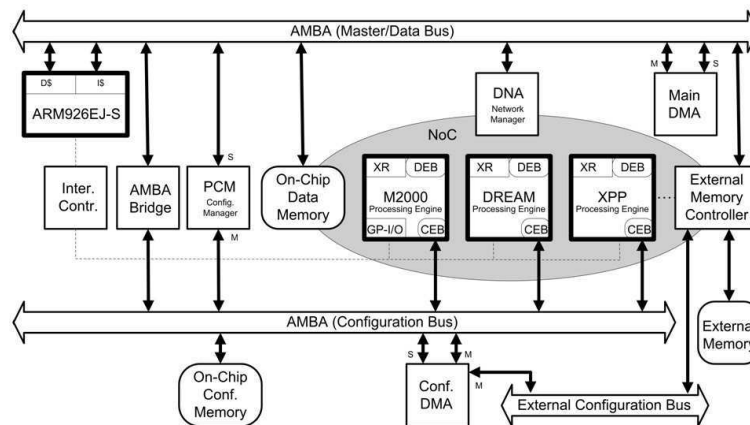 AMBA (Master/Data Bus)
D$
I$
ARM926EJ-S
M
S
DNA
Network
Manager
Main
DMA
NoC
S
Inter.
Contr.
AMBA
Bridge
PCM
Config.
Manager
M
On-Chip
Data
Memory
XR
DEB
M2000
Processing Engine
GP-I/O
CEB
XR
DEB
DREAM
Processing Engine
CEB
XR
DEB
XPP
Processing Engine
CEB
External
Memory
Controller
AMBA (Configuration Bus)
External
Memory
On-Chip
Conf.
Memory
S
M
Conf.
DMA
M
External Configuration Bus